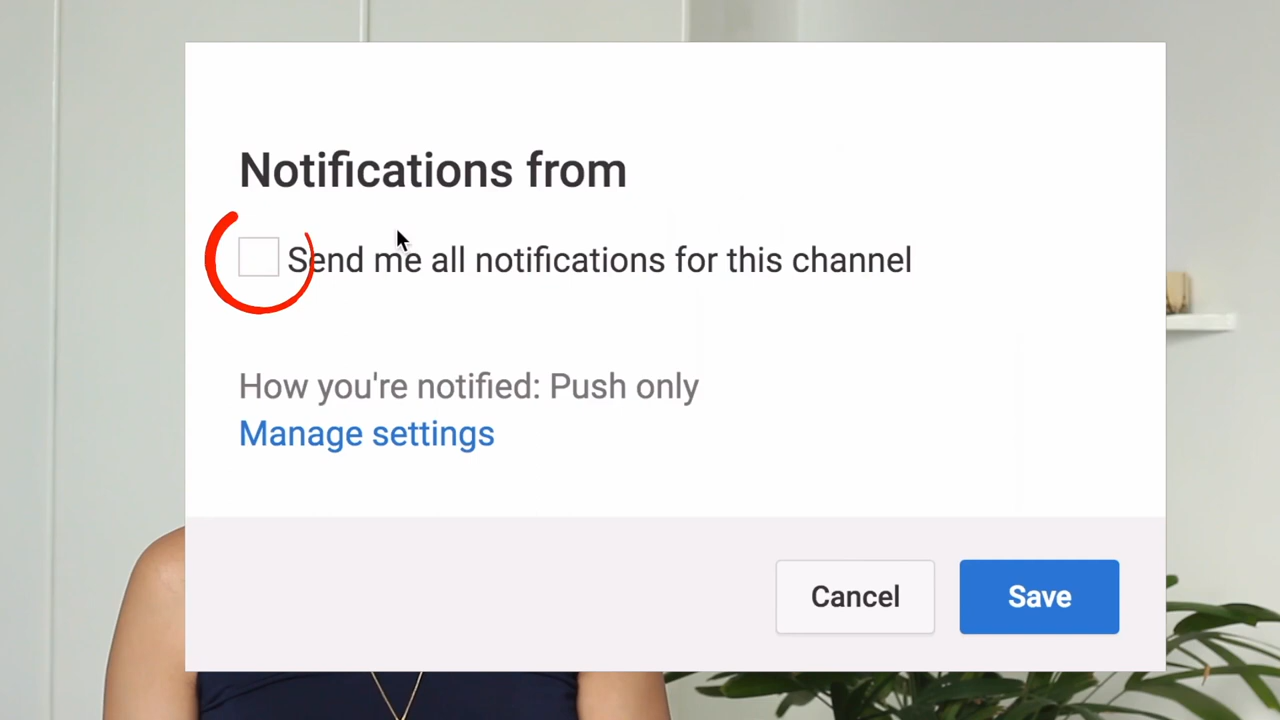 Notifications from
Send me all notifications for this channel
How you're notified: Push only
Manage settings
Cancel
Save